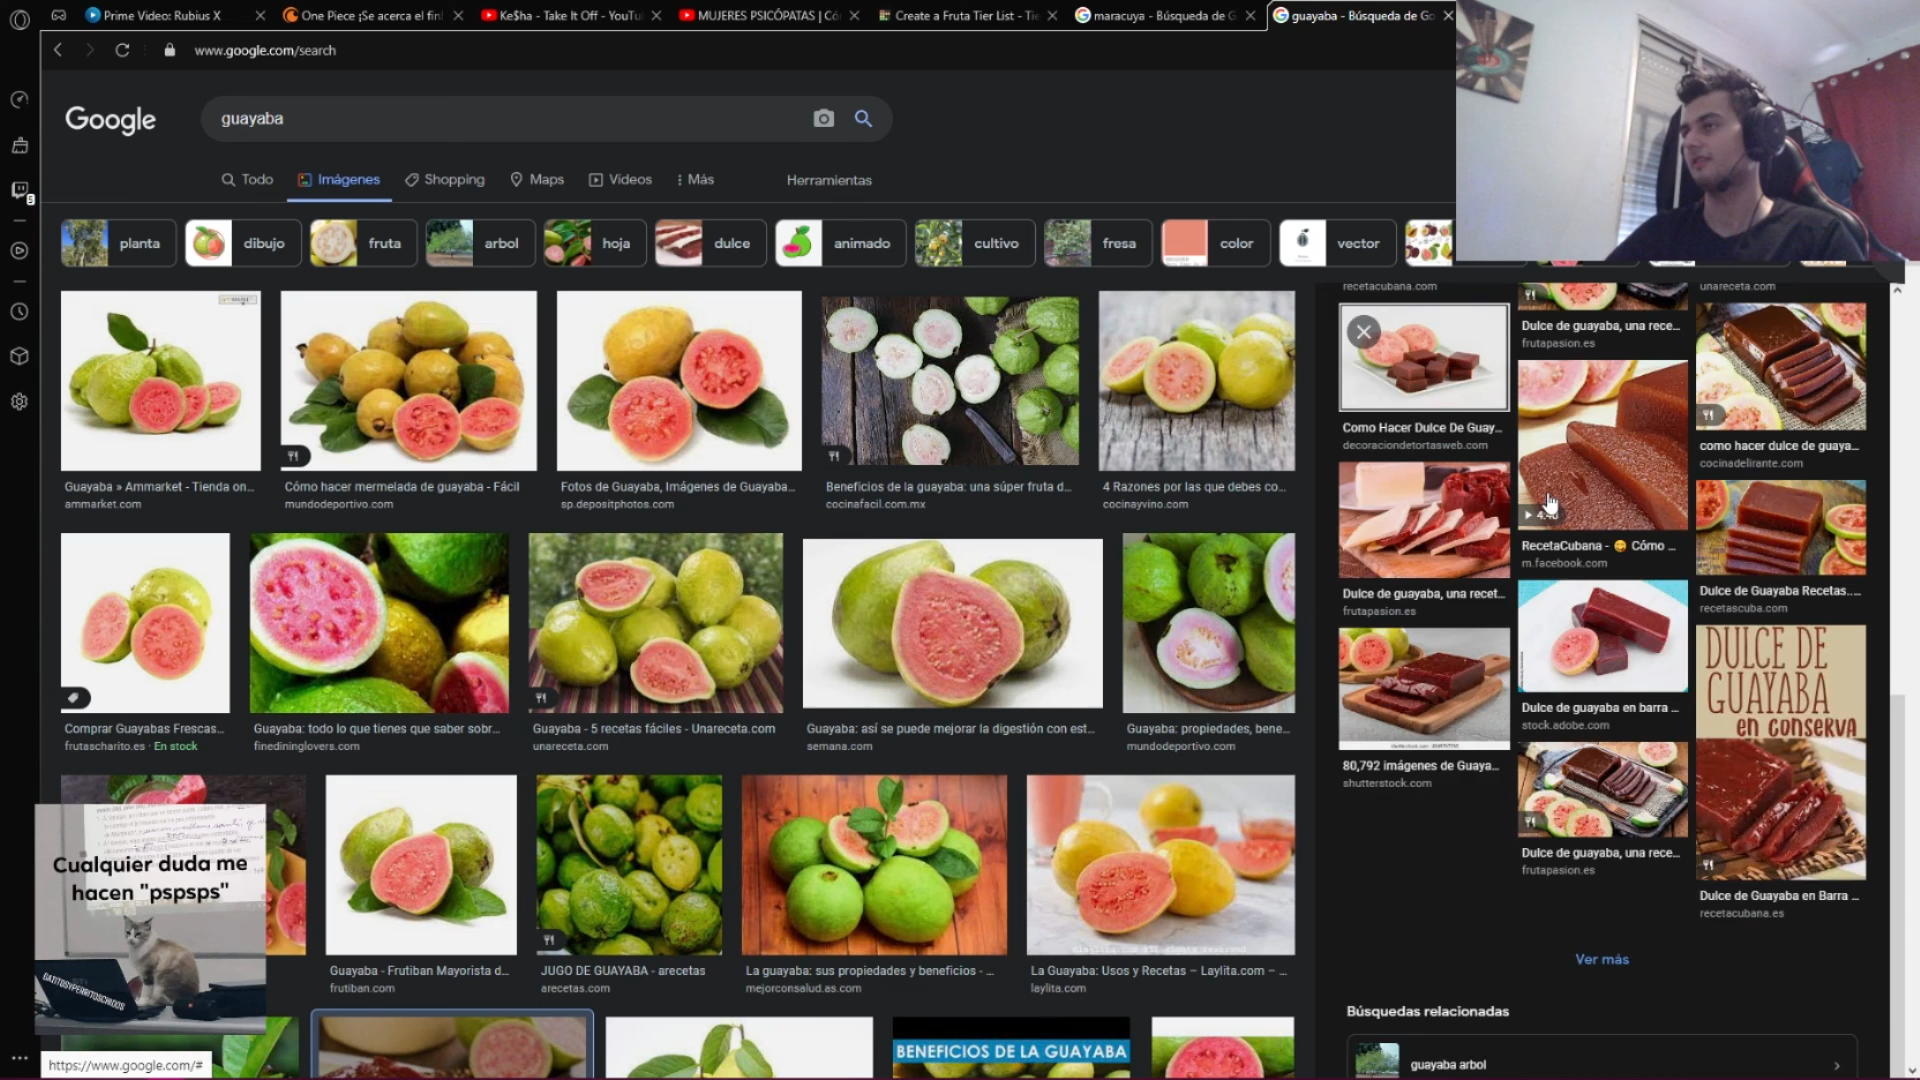 Prime Video: Rubius X
One Piece ¡Se acerca el fin
Ke$ha - Take It Off - YouTu
MUJERES PSICÓPATAS | Có
Create a Fruta Tier List - Tie
maracuya - Búsqueda de G
guayaba - Búsqueda de Go
www.google.com/search
Google
guayaba
Todo
Imágenes
Shopping
Maps
Vídeos
Más
Herramientas
planta
dibujo
fruta
arbol
hoja
dulce
animado
cultivo
fresa
color
vector
Guayaba » Ammarket - Tienda on...
ammarket.com
Cómo hacer mermelada de guayaba - Fácil
mundodeportivo.com
Fotos de Guayaba, Imágenes de Guayaba...
sp.depositphotos.com
Beneficios de la guayaba: una súper fruta d...
cocinafacil.com.mx
4 Razones por las que debes co...
cocinayvino.com
Comprar Guayabas Frescas...
frutascharito.es · En stock
Guayaba: todo lo que tienes que saber sobr...
finedininglovers.com
Guayaba - 5 recetas fáciles - Unareceta.com
unareceta.com
Guayaba: así se puede mejorar la digestión con est...
semana.com
Guayaba: propiedades, bene...
mundodeportivo.com
Cualquier duda me
hacen "pspsps"
GATITOSYPERRITOSCHIDOS
Guayaba - Frutiban Mayorista d...
frutiban.com
JUGO DE GUAYABA - arecetas
arecetas.com
La guayaba: sus propiedades y beneficios - ...
mejorconsalud.as.com
La Guayaba: Usos y Recetas – Laylita.com – ...
laylita.com
BENEFICIOS DE LA GUAYABA
https://www.google.com/#
recetacubana.com
Como Hacer Dulce De Guay...
decoraciondetortasweb.com
Dulce de guayaba, una recet...
frutapasion.es
80,792 imágenes de Guaya...
shutterstock.com
Dulce de guayaba, una rece...
frutapasion.es
RecetaCubana - Cómo ...
m.facebook.com
Dulce de guayaba en barra ...
stock.adobe.com
Dulce de guayaba, una rece...
frutapasion.es
unareceta.com
como hacer dulce de guaya...
cocinadelirante.com
Dulce de Guayaba Recetas....
recetascuba.com
DULCE DE
GUAYABA
en conserva
Dulce de Guayaba en Barra ...
recetacubana.es
Ver más
Búsquedas relacionadas
guayaba arbol